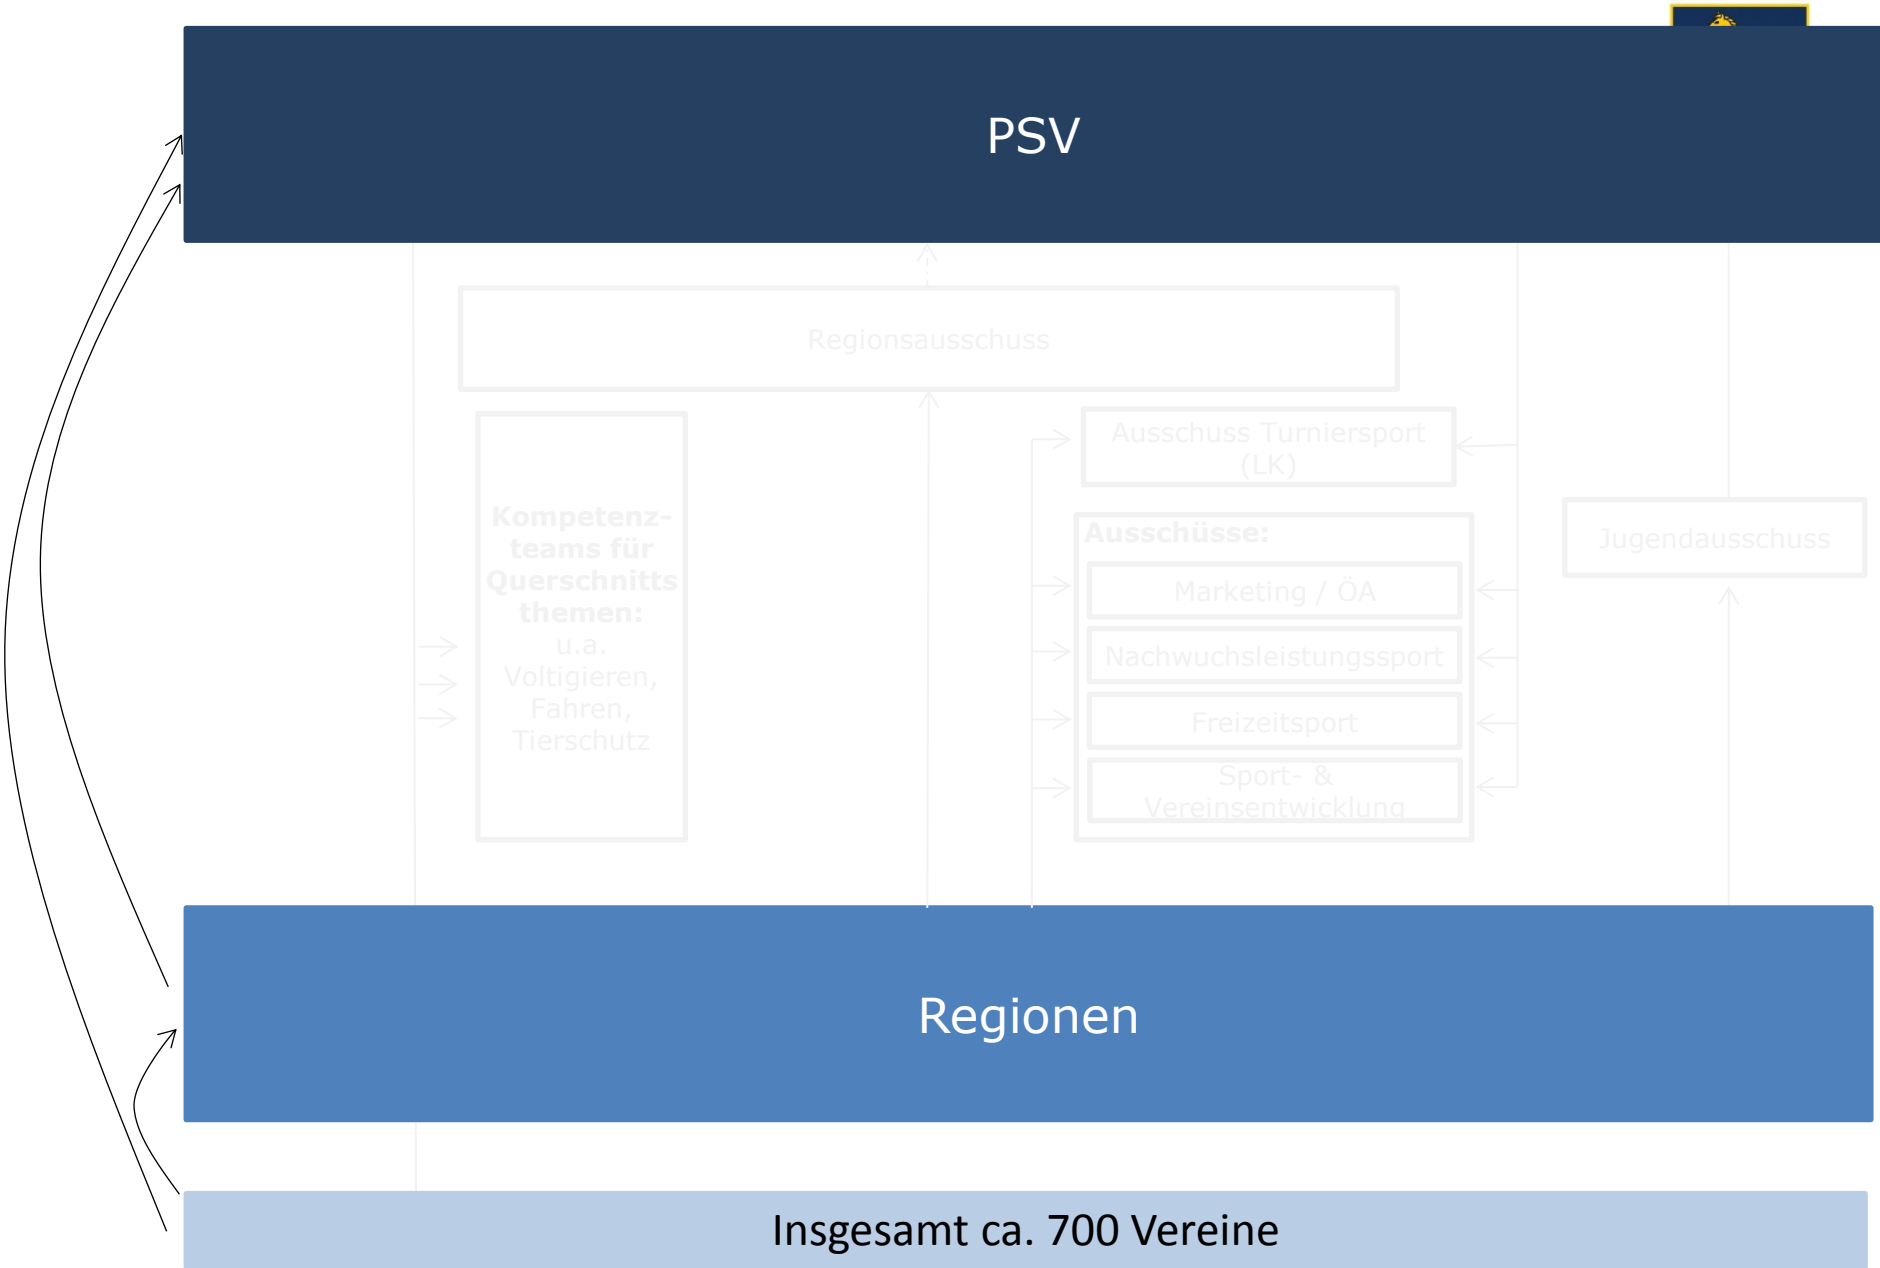 PSV
Regionsausschuss
Kompetenz-
teams für
Querschnitts
themen:
u.a.
Voltigieren,
Fahren,
Tierschutz
Ausschuss Turniersport
(LK)
Ausschüsse:
Marketing / ÖA
Nachwuchsleistungssport
Freizeitsport
Sport- &
Vereinsentwicklung
Jugendausschuss
Regionen
Insgesamt ca. 700 Vereine